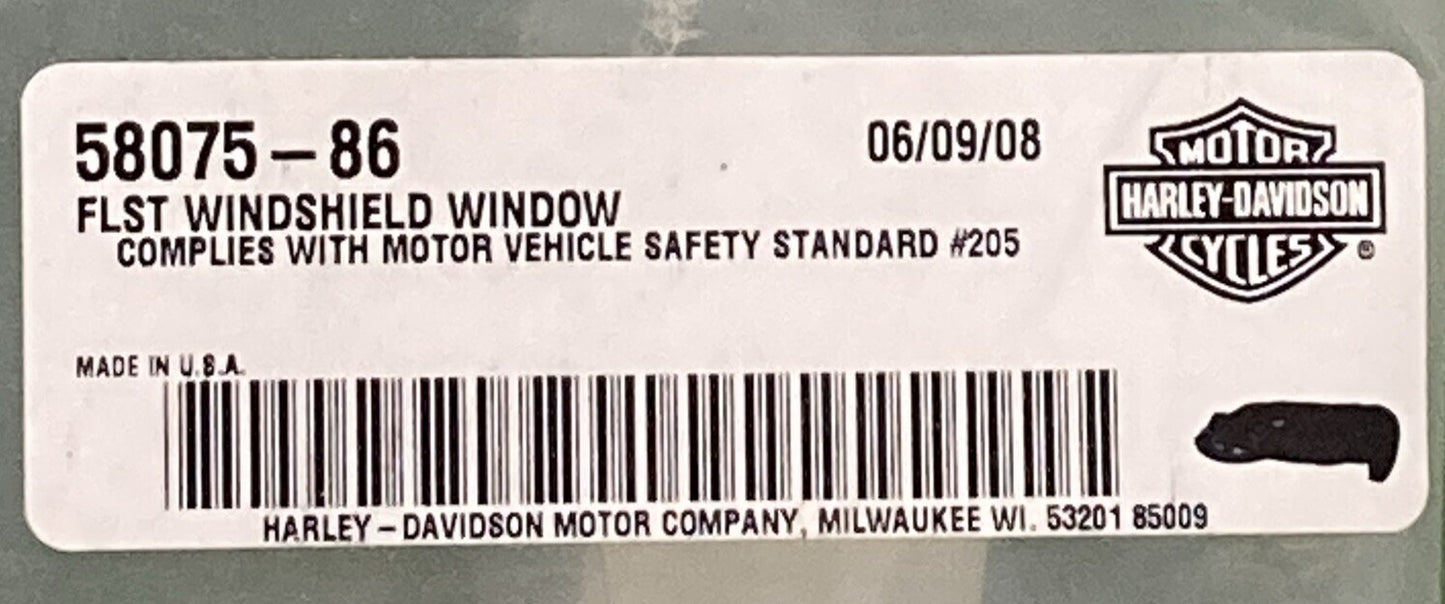 58075-86
06/09/08
FLST WINDSHIELD WINDOW
COMPLIES WITH MOTOR VEHICLE SAFETY STANDARD #205
MOTOR
HARLEY-DAVIDSON
CYCLES
®
MADE IN U.S.A.
HARLEY-DAVIDSON MOTOR COMPANY, MILWAUKEE WI. 53201 85009